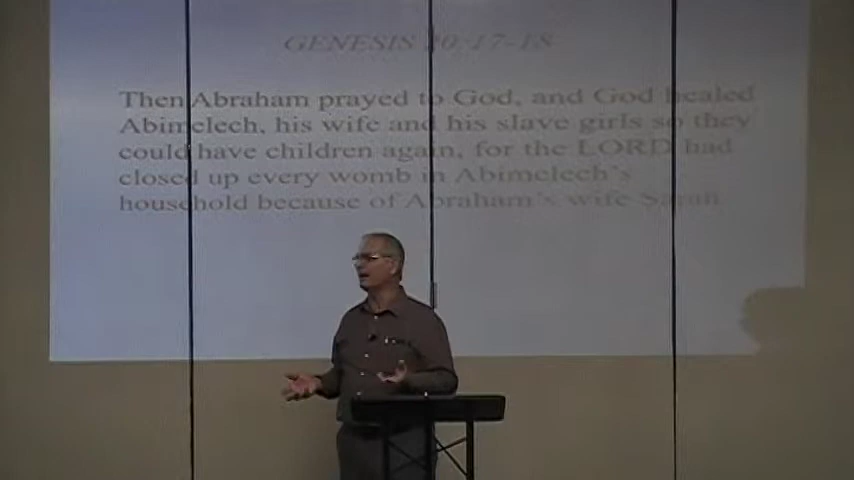 GENESIS 20:17-18
Then Abraham prayed to God, and God healed
Abimelech, his wife and his slave girls so they
could have children again, for the LORD had
closed up every womb in Abimelech's
household because of Abraham's wife Sarah